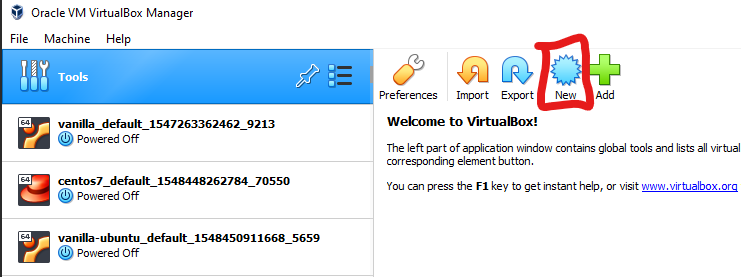 Oracle VM VirtualBox Manager
File Machine Help
Tools
Preferences Import Export New Add
64
vanilla_default_1547263362462_9213
Powered Off
64
centos7_default_1548448262784_70550
Powered Off
64
vanilla-ubuntu_default_1548450911668_5659
Powered Off
Welcome to VirtualBox!
The left part of application window contains global tools and lists all virtual
corresponding element button.
You can press the F1 key to get instant help, or visit www.virtualbox.org